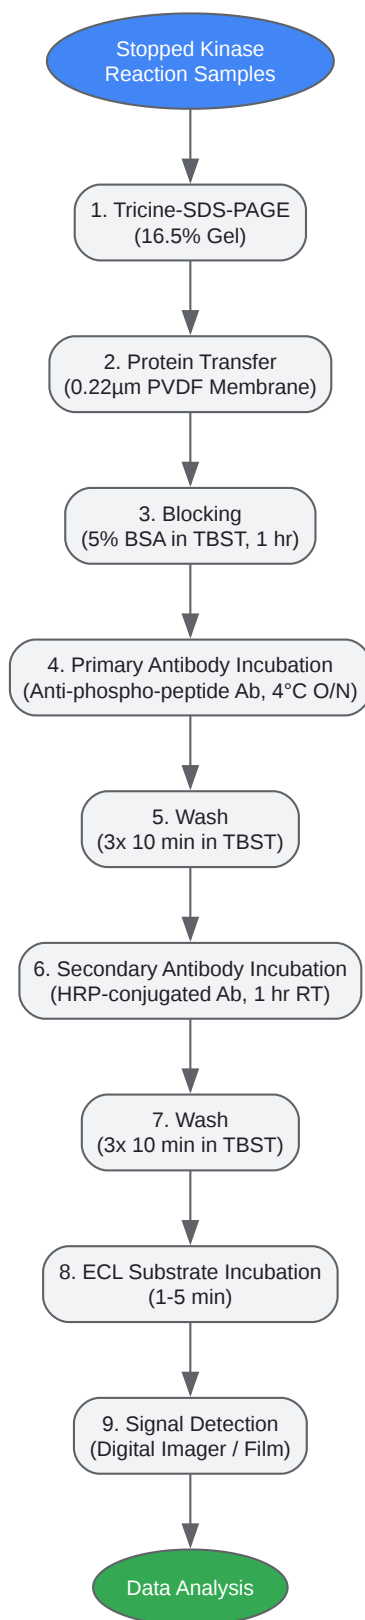 Stopped Kinase
Reaction Samples
1. Tricine-SDS-PAGE
(16.5% Gel)
2. Protein Transfer
(0.22µm PVDF Membrane)
3. Blocking
(5% BSA in TBST, 1 hr)
4. Primary Antibody Incubation
(Anti-phospho-peptide Ab, 4°C O/N)
5. Wash
(3x 10 min in TBST)
6. Secondary Antibody Incubation
(HRP-conjugated Ab, 1 hr RT)
7. Wash
(3x 10 min in TBST)
8. ECL Substrate Incubation
(1-5 min)
9. Signal Detection
(Digital Imager / Film)
Data Analysis